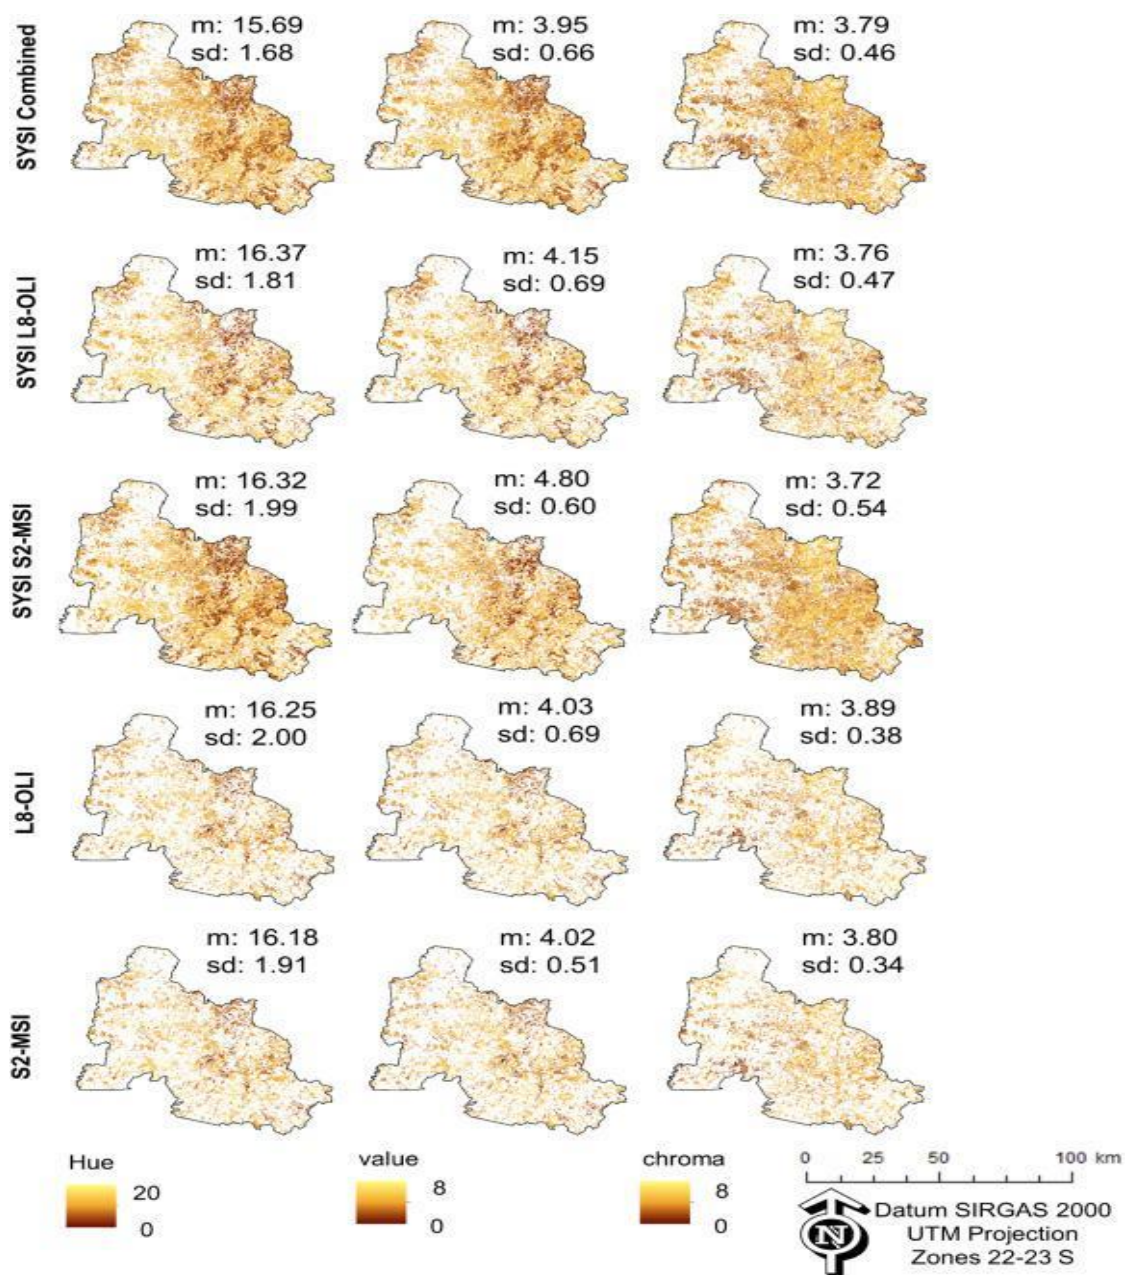 SYSI Combined
m: 15.69
sd: 1.68
m: 3.95
sd: 0.66
m: 3.79
sd: 0.46
SYSI L8-OLI
m: 16.37
sd: 1.81
m: 4.15
sd: 0.69
m: 3.76
sd: 0.47
SYSI S2-MSI
m: 16.32
sd: 1.99
m: 4.80
sd: 0.60
m: 3.72
sd: 0.54
L8-OLI
m: 16.25
sd: 2.00
m: 4.03
sd: 0.69
m: 3.89
sd: 0.38
S2-MSI
m: 16.18
sd: 1.91
m: 4.02
sd: 0.51
m: 3.80
sd: 0.34
Hue
20
0
value
8
0
chroma
8
0
0 25 50 100 km
N
Datum SIRGAS 2000
UTM Projection
Zones 22-23 S